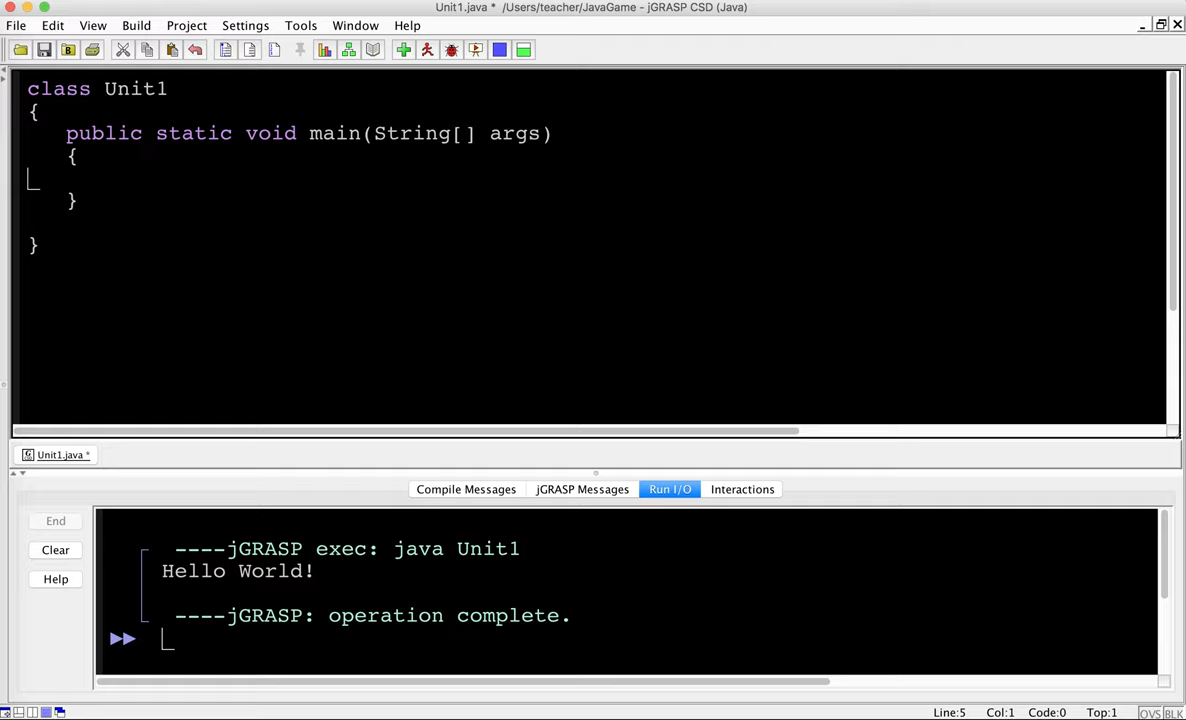 Unit1.java * /Users/teacher/JavaGame - jGRASP CSD (Java)
File Edit View Build Project Settings Tools Window Help
class Unit1
{
public static void main(String[] args)
{
}
}
Unit1.java *
Compile Messages jGRASP Messages Run I/O Interactions
End
Clear
Help
----jGRASP exec: java Unit1
Hello World!
----jGRASP: operation complete.
Line:5 Col:1 Code:0 Top:1 OVS BLK